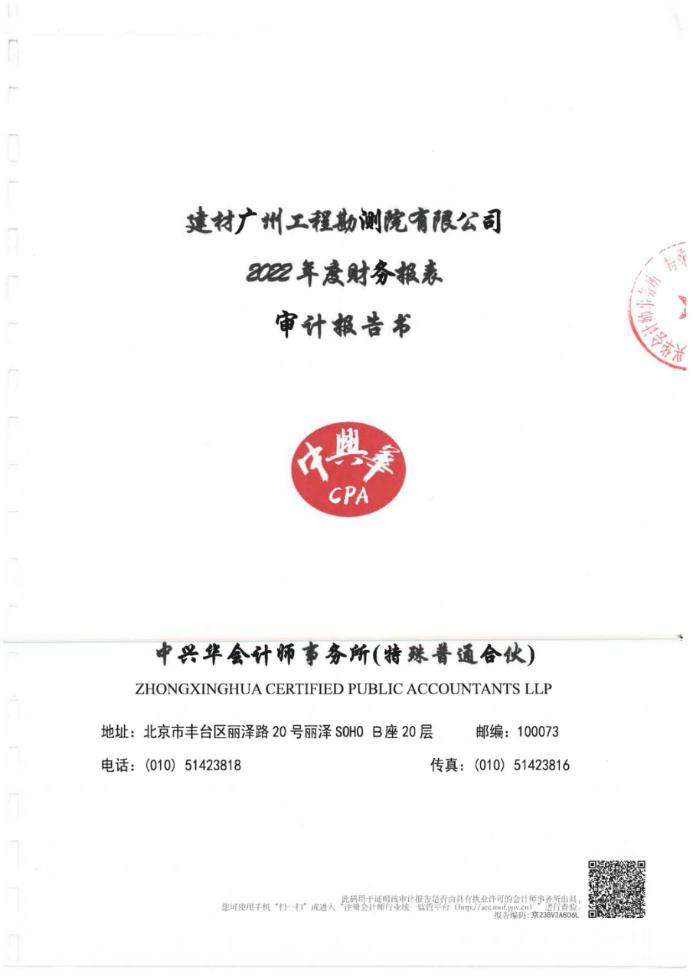 建材广州工程勘测院有限公司
2022年度财务报表
审计报告书
中興華
CPA
中兴华会计师事务所(特殊普通合伙)
ZHONGXINGHUA CERTIFIED PUBLIC ACCOUNTANTS LLP
地址：北京市丰台区丽泽路20号丽泽SOHO B座20层 邮编：100073
电话：(010) 51423818 传真：(010) 51423816
此码用于证明该审计报告是否由具有执业许可的会计师事务所出具，
您可使用手机“扫一扫”或进入“注册会计师行业统一监管平台（http://acc.mof.gov.cn）”进行查验。
报告编码：京23BV2A806L